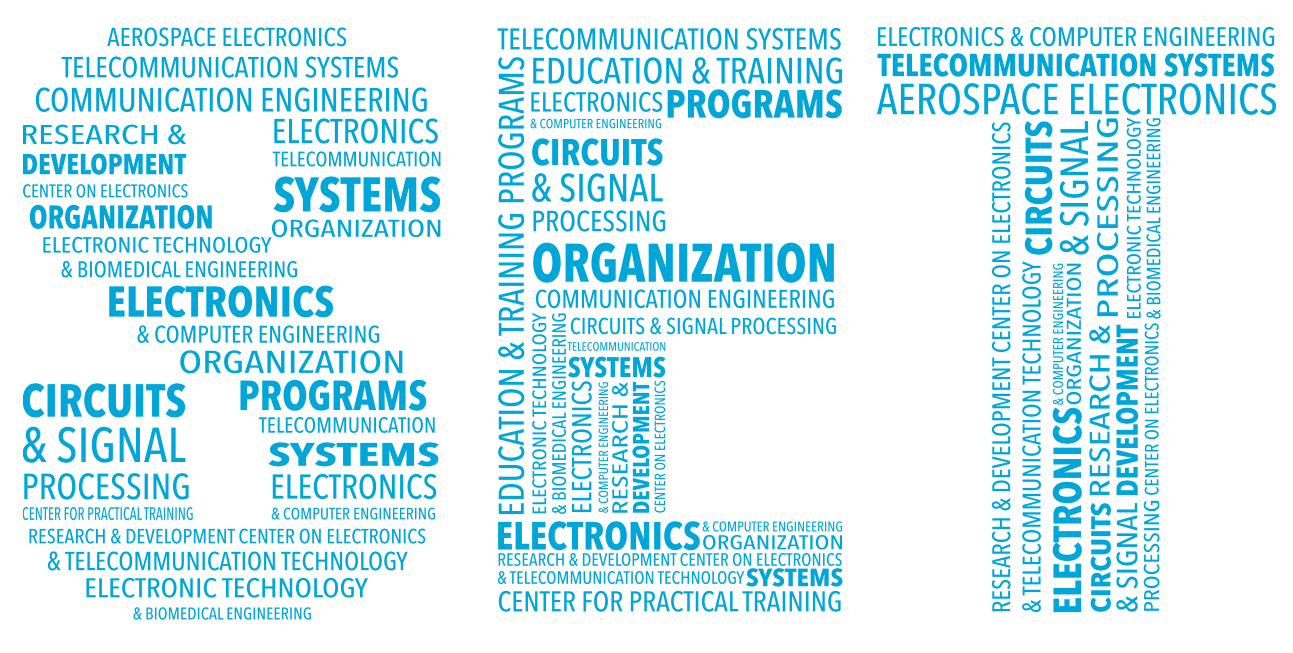 AEROSPACE ELECTRONICS
TELECOMMUNICATION SYSTEMS
COMMUNICATION ENGINEERING
RESEARCH &
DEVELOPMENT
CENTER ON ELECTRONICS
ORGANIZATION
ELECTRONICS
TELECOMMUNICATION
SYSTEMS
ORGANIZATION
ELECTRONIC TECHNOLOGY
& BIOMEDICAL ENGINEERING
ELECTRONICS
& COMPUTER ENGINEERING
ORGANIZATION
CIRCUITS
& SIGNAL
PROCESSING
CENTER FOR PRACTICAL TRAINING
PROGRAMS
TELECOMMUNICATION
SYSTEMS
ELECTRONICS
& COMPUTER ENGINEERING
RESEARCH & DEVELOPMENT CENTER ON ELECTRONICS
& TELECOMMUNICATION TECHNOLOGY
ELECTRONIC TECHNOLOGY
& BIOMEDICAL ENGINEERING
TELECOMMUNICATION SYSTEMS
EDUCATION & TRAINING PROGRAMS
EDUCATION & TRAINING
ELECTRONICS
& COMPUTER ENGINEERING
PROGRAMS
CIRCUITS
& SIGNAL
PROCESSING
ORGANIZATION
COMMUNICATION ENGINEERING
ELECTRONIC TECHNOLOGY
& BIOMEDICAL ENGINEERING
CIRCUITS & SIGNAL PROCESSING
TELECOMMUNICATION
SYSTEMS
ELECTRONICS
& COMPUTER ENGINEERING
RESEARCH &
DEVELOPMENT
CENTER ON ELECTRONICS
ELECTRONICS
& COMPUTER ENGINEERING
ORGANIZATION
RESEARCH & DEVELOPMENT CENTER ON ELECTRONICS
& TELECOMMUNICATION TECHNOLOGY SYSTEMS
CENTER FOR PRACTICAL TRAINING
ELECTRONICS & COMPUTER ENGINEERING
TELECOMMUNICATION SYSTEMS
AEROSPACE ELECTRONICS
RESEARCH & DEVELOPMENT CENTER ON ELECTRONICS
& TELECOMMUNICATION TECHNOLOGY CIRCUITS
& SIGNAL
ELECTRONICS
& COMPUTER ENGINEERING
ORGANIZATION
PROCESSING
CIRCUITS RESEARCH &
& SIGNAL DEVELOPMENT ELECTRONIC TECHNOLOGY
PROCESSING CENTER ON ELECTRONICS & BIOMEDICAL ENGINEERING